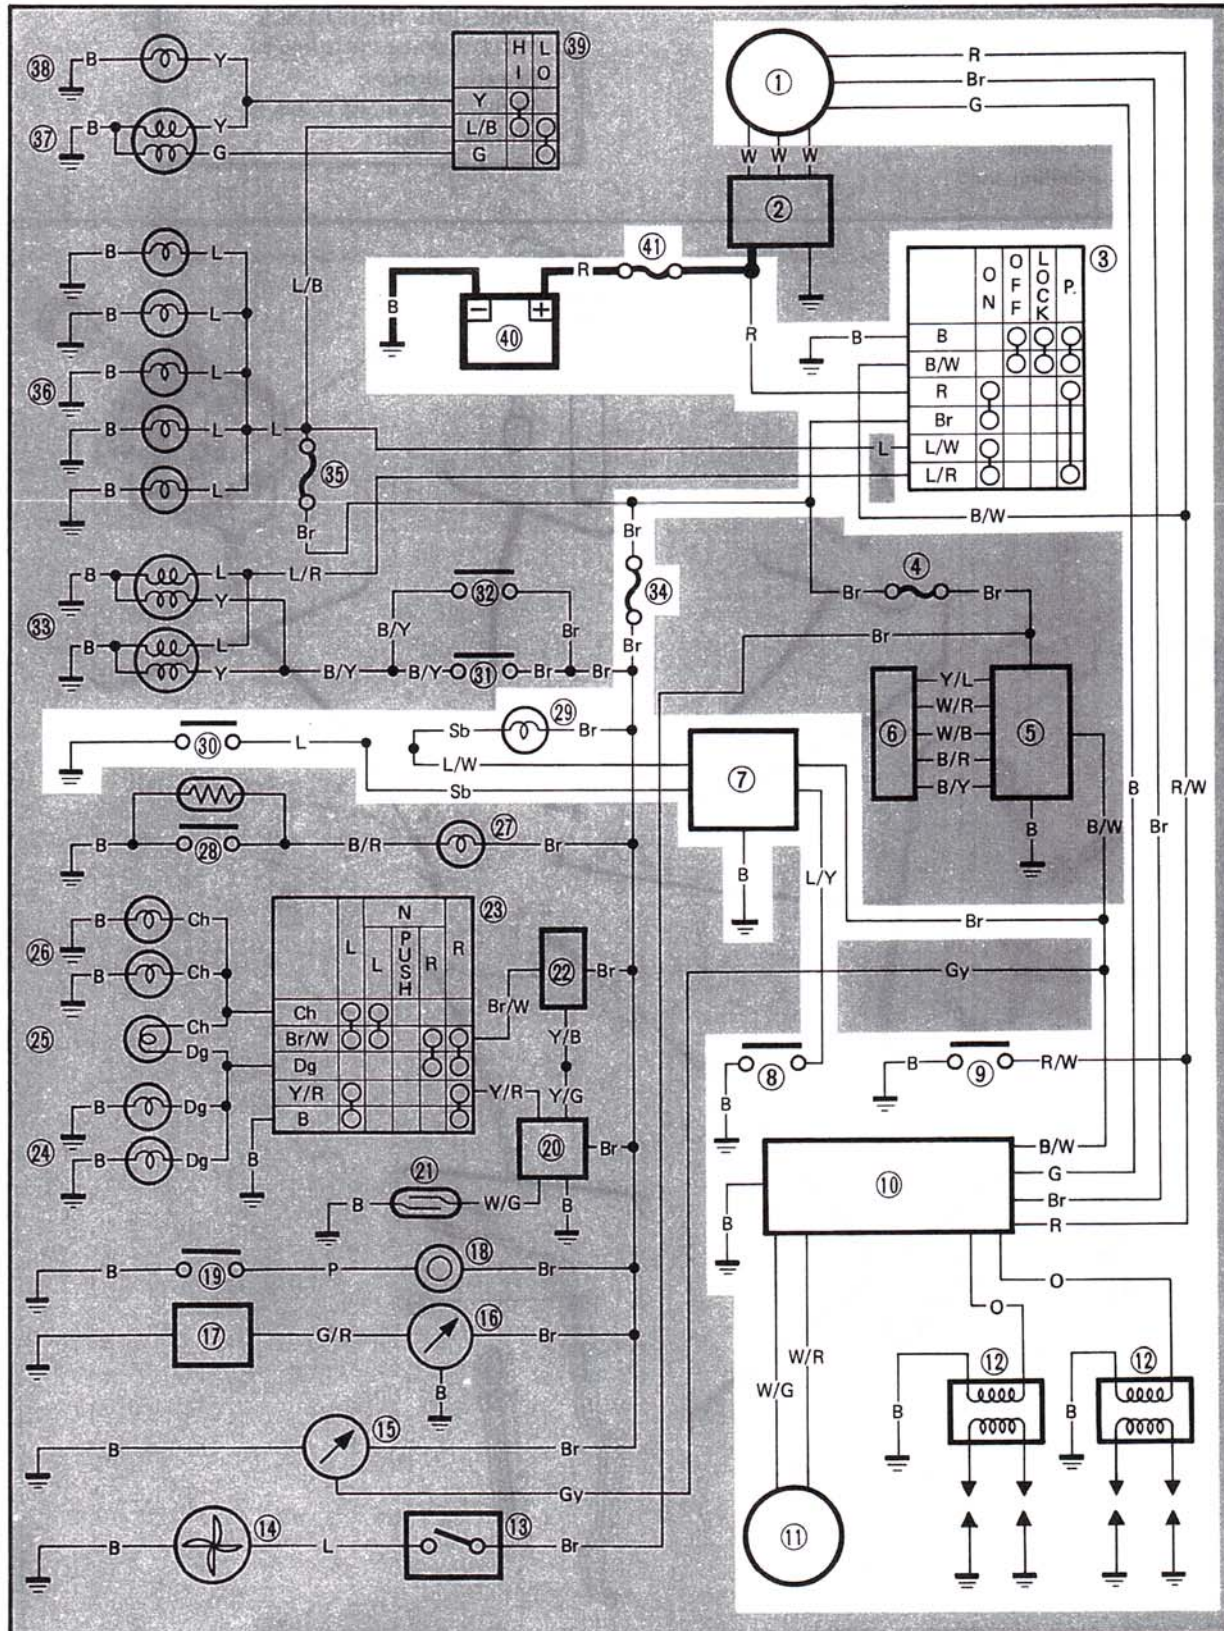 38 B Y
H I L O 39
1 R
Br
G
Y
37 B Y
L/B
G
G
W W W
2
B L
B L
36 B L
B L L
B L
L/B
35
Br
41
R
B
- + 40
R
3
ON OFF LOCK P.
B B
B/W
R
Br
L L/W
L/R
B/W
Br
34
Br
4
Br Br
33 B L L/R
Y
B L
Y B/Y
32
B/Y Br
B/Y 31 Br Br
Br
6 Y/L 5
W/R
W/B
B/R
B/Y
B
B/W
B
Br
R/W
30 L
Sb 29 Br
L/W
Sb
7
B
L/Y
Br
B 28 B/R 27 Br
Gy
26 B Ch
B Ch
25 Ch
Dg
24 B Dg
B Dg
23
N
L L PUSH R R
Ch
Br/W
Dg
Y/R
B
B
Br/W
22 Br
Y/B
Y/G
Y/R
20 Br
B
21
B W/G
8
B
B 9 R/W
10
B/W
G
Br
R
B
B 19 P 18 Br
17 G/R 16 Br
B
B 15 Br
Gy
B 14 L 13 Br
W/G
W/R
11
O
O
12
B
12
B